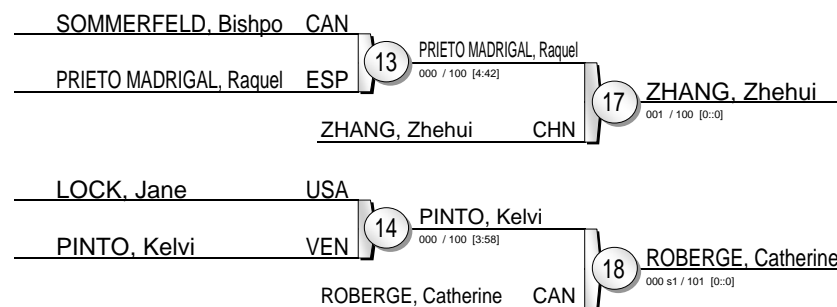 SOMMERFELD, Bishpo CAN
13
PRIETO MADRIGAL, Raquel
000 / 100 [4:42]
PRIETO MADRIGAL, Raquel ESP
17
ZHANG, Zhehui
001 / 100 [0::0]
ZHANG, Zhehui CHN
LOCK, Jane USA
14
PINTO, Kelvi
000 / 100 [3:58]
PINTO, Kelvi VEN
18
ROBERGE, Catherine
000 s1 / 101 [0::0]
ROBERGE, Catherine CAN